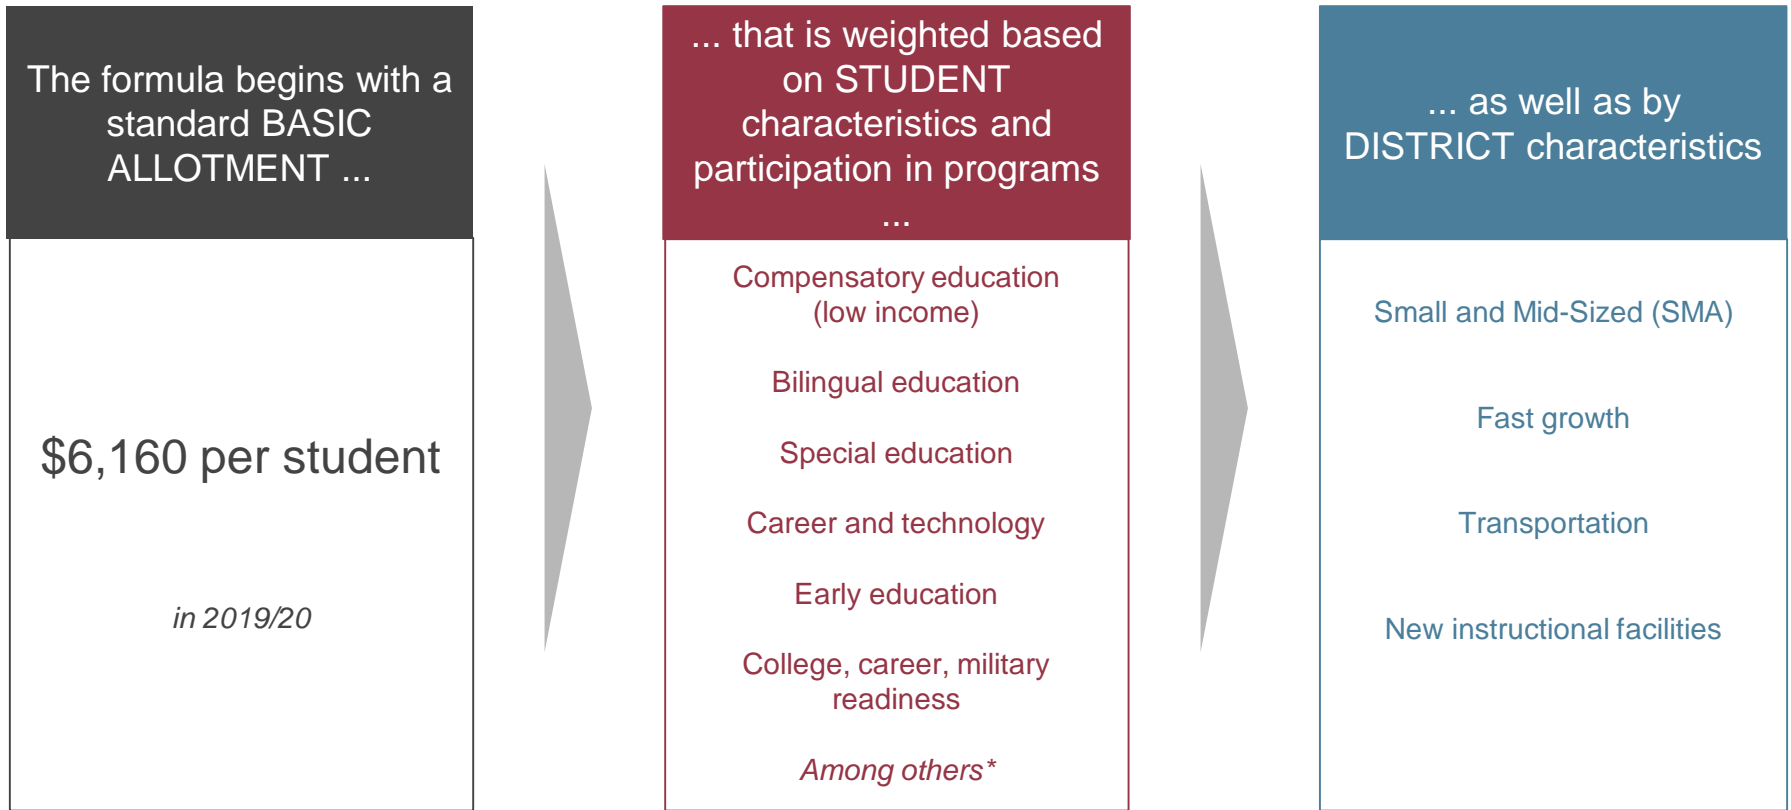 The formula begins with a
standard BASIC
ALLOTMENT ...
$6,160 per student
in 2019/20
... that is weighted based
on STUDENT
characteristics and
participation in programs
...
Compensatory education
(low income)
Bilingual education
Special education
Career and technology
Early education
College, career, military
readiness
Among others*
... as well as by
DISTRICT characteristics
Small and Mid-Sized (SMA)
Fast growth
Transportation
New instructional facilities